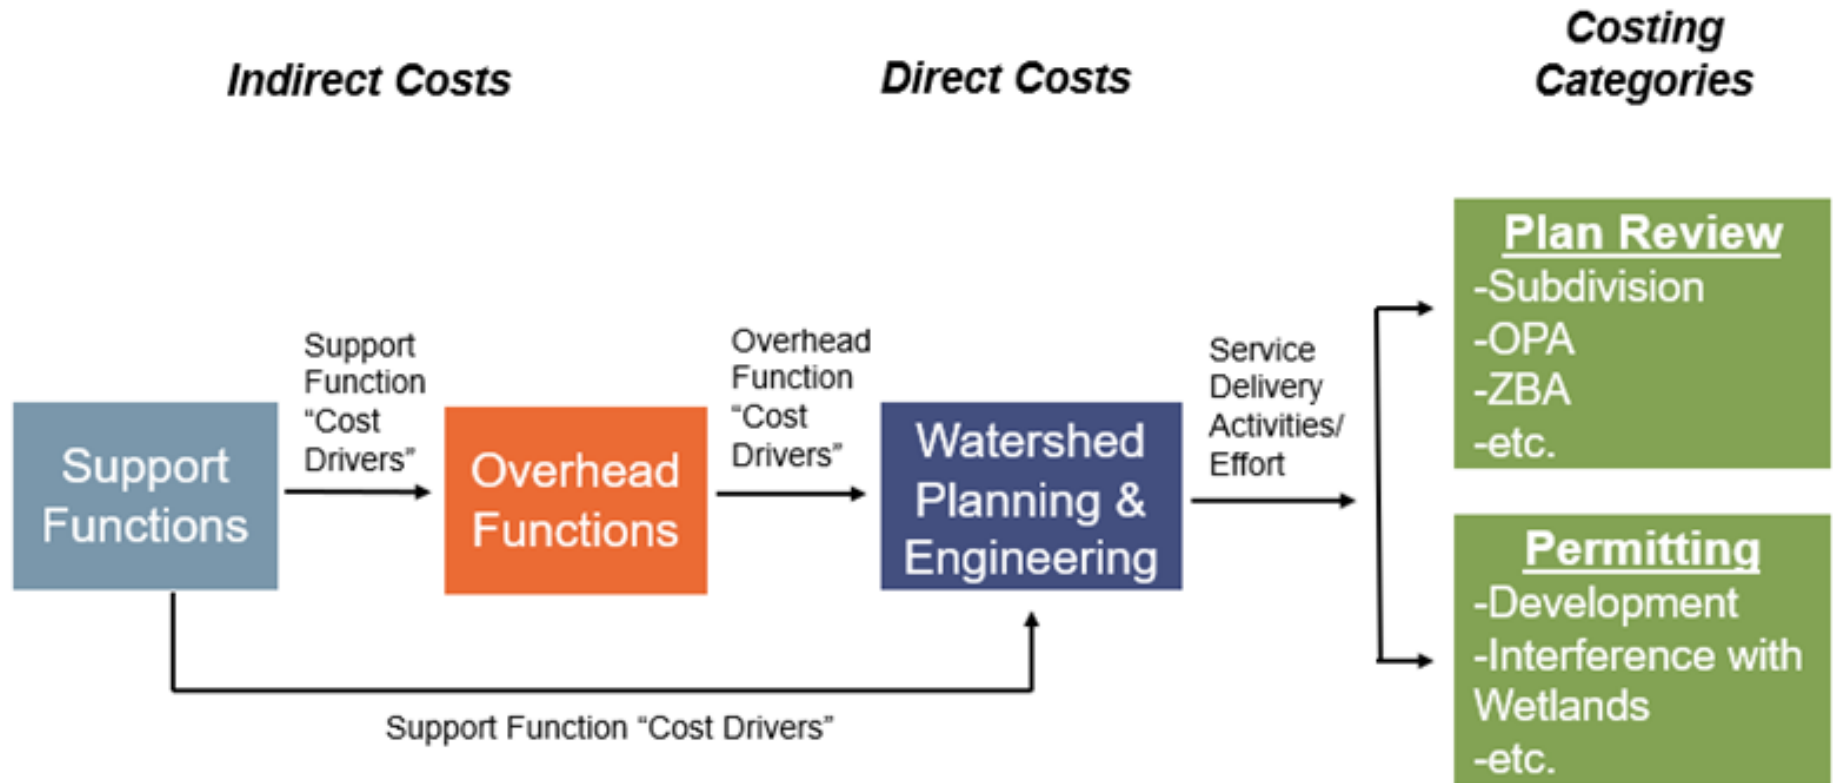 Indirect Costs
Direct Costs
Costing
Categories
Support
Functions
Support
Function
“Cost
Drivers”
Overhead
Functions
Overhead
Function
“Cost
Drivers”
Watershed
Planning &
Engineering
Service
Delivery
Activities/
Effort
Plan Review
-Subdivision
-OPA
-ZBA
-etc.
Permitting
-Development
-Interference with
Wetlands
-etc.
Support Function “Cost Drivers”